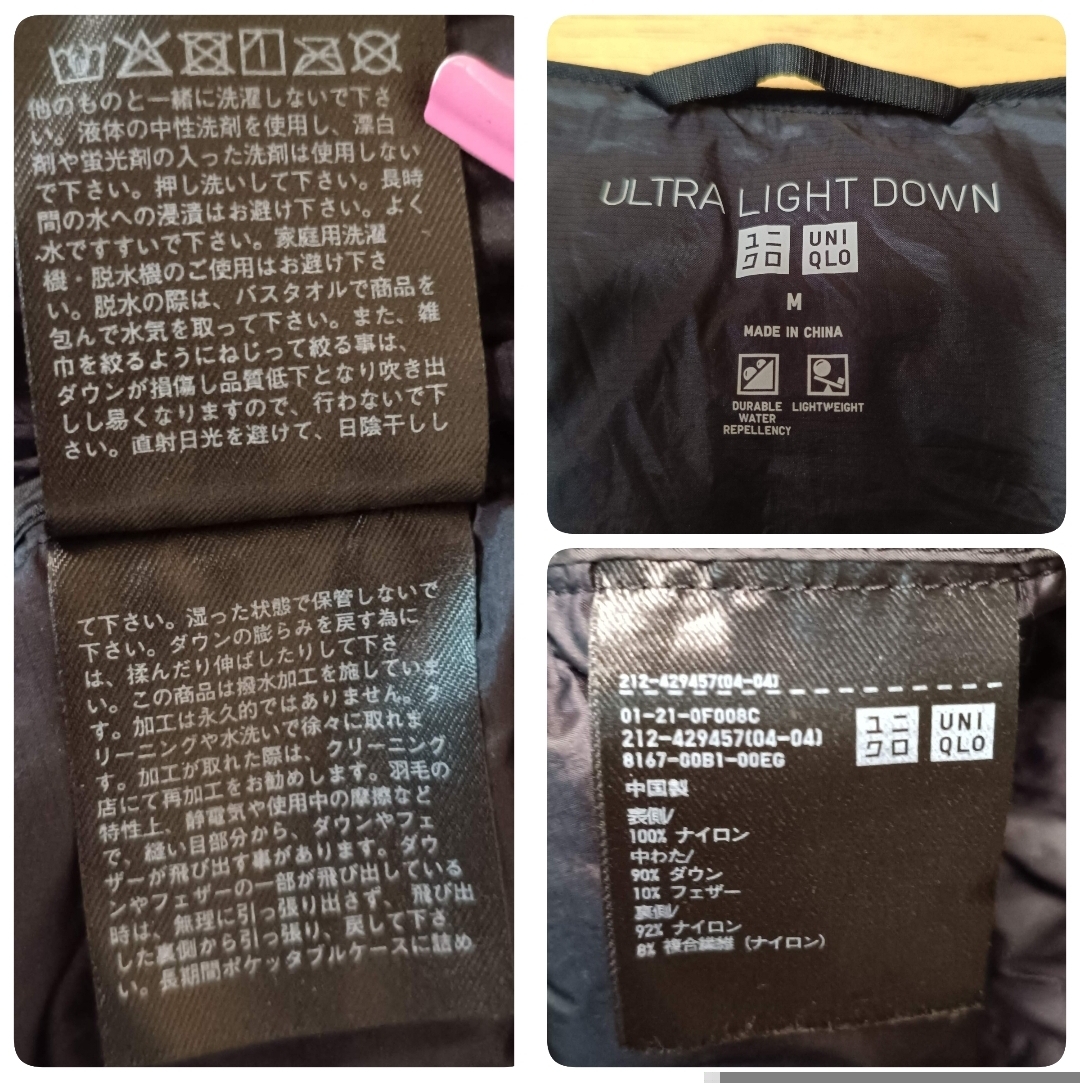 他のものと一緒に洗濯しないで下さ
い。液体の中性洗剤を使用し、漂白
剤や蛍光剤の入った洗剤は使用しない
で下さい。押し洗いして下さい。長時
間の水への浸漬はお避け下さい。よく
水ですすいで下さい。家庭用洗濯
機・脱水機のご使用はお避け下さ
い。脱水の際は、バスタオルで商品を
包んで水気を取って下さい。また、雑
巾を絞るようにねじって絞る事は、
ダウンが損傷し品質低下となり吹き出
しし易くなりますので、行わないで下
さい。直射日光を避けて、日陰干しし
て下さい。湿った状態で保管しないで
下さい。ダウンの膨らみを戻す為に
は、揉んだり伸ばしたりして下さ
い。この商品は撥水加工を施していま
す。加工は永久的ではありません。ク
リーニングや水洗いで徐々に取れま
す。加工が取れた際は、クリーニング
店にて再加工をお勧めします。羽毛の
特性上、静電気や使用中の摩擦など
で、縫い目部分から、ダウンやフェ
ザーが飛び出す事があります。ダウ
ンやフェザーの一部が飛び出している
時は、無理に引っ張り出さず、飛び出
した裏側から引っ張り、戻して下さ
い。長期間ポケッタブルケースに詰め
ULTRA LIGHT DOWN
ユニ UNI
クロ QLO
M
MADE IN CHINA
DURABLE LIGHTWEIGHT
WATER
REPELLENCY
212-429457(04-04)
01-21-0F008C
212-429457(04-04)
8167-00B1-00EG
ユニ UNI
クロ QLO
中国製
表側/
100% ナイロン
中わた/
90% ダウン
10% フェザー
裏側/
92% ナイロン
8% 複合繊維（ナイロン）